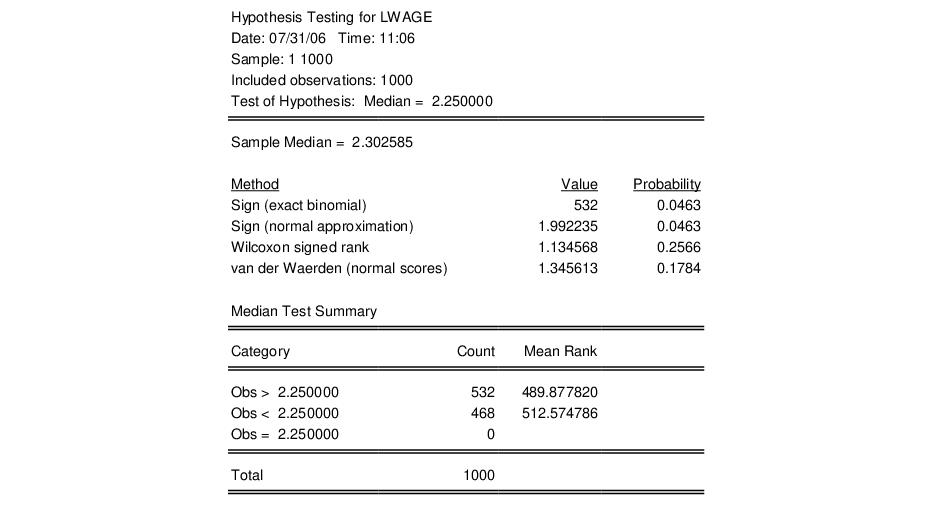 Hypothesis Testing for LWAGE
Date: 07/31/06 Time: 11:06
Sample: 1 1000
Included observations: 1000
Test of Hypothesis: Median = 2.250000
Sample Median = 2.302585
Method Value Probability
Sign (exact binomial) 532 0.0463
Sign (normal approximation) 1.992235 0.0463
Wilcoxon signed rank 1.134568 0.2566
van der Waerden (normal scores) 1.345613 0.1784
Median Test Summary
Category Count Mean Rank
Obs > 2.250000 532 489.877820
Obs < 2.250000 468 512.574786
Obs = 2.250000 0
Total 1000